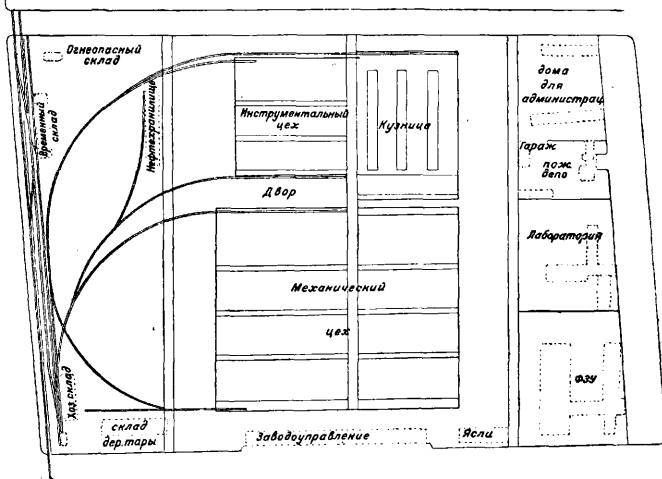 Огнеопасный
склад
Временный
склад
Нефтехранилище
Инструментальный
цех
Кузница
дома
для
администрац.
Гараж
пож.
депо
Двор
Лаборатория
Механический
цех
Хоз. склад
ФЗУ
склад
дер. тары
Заводоуправление
Ясли